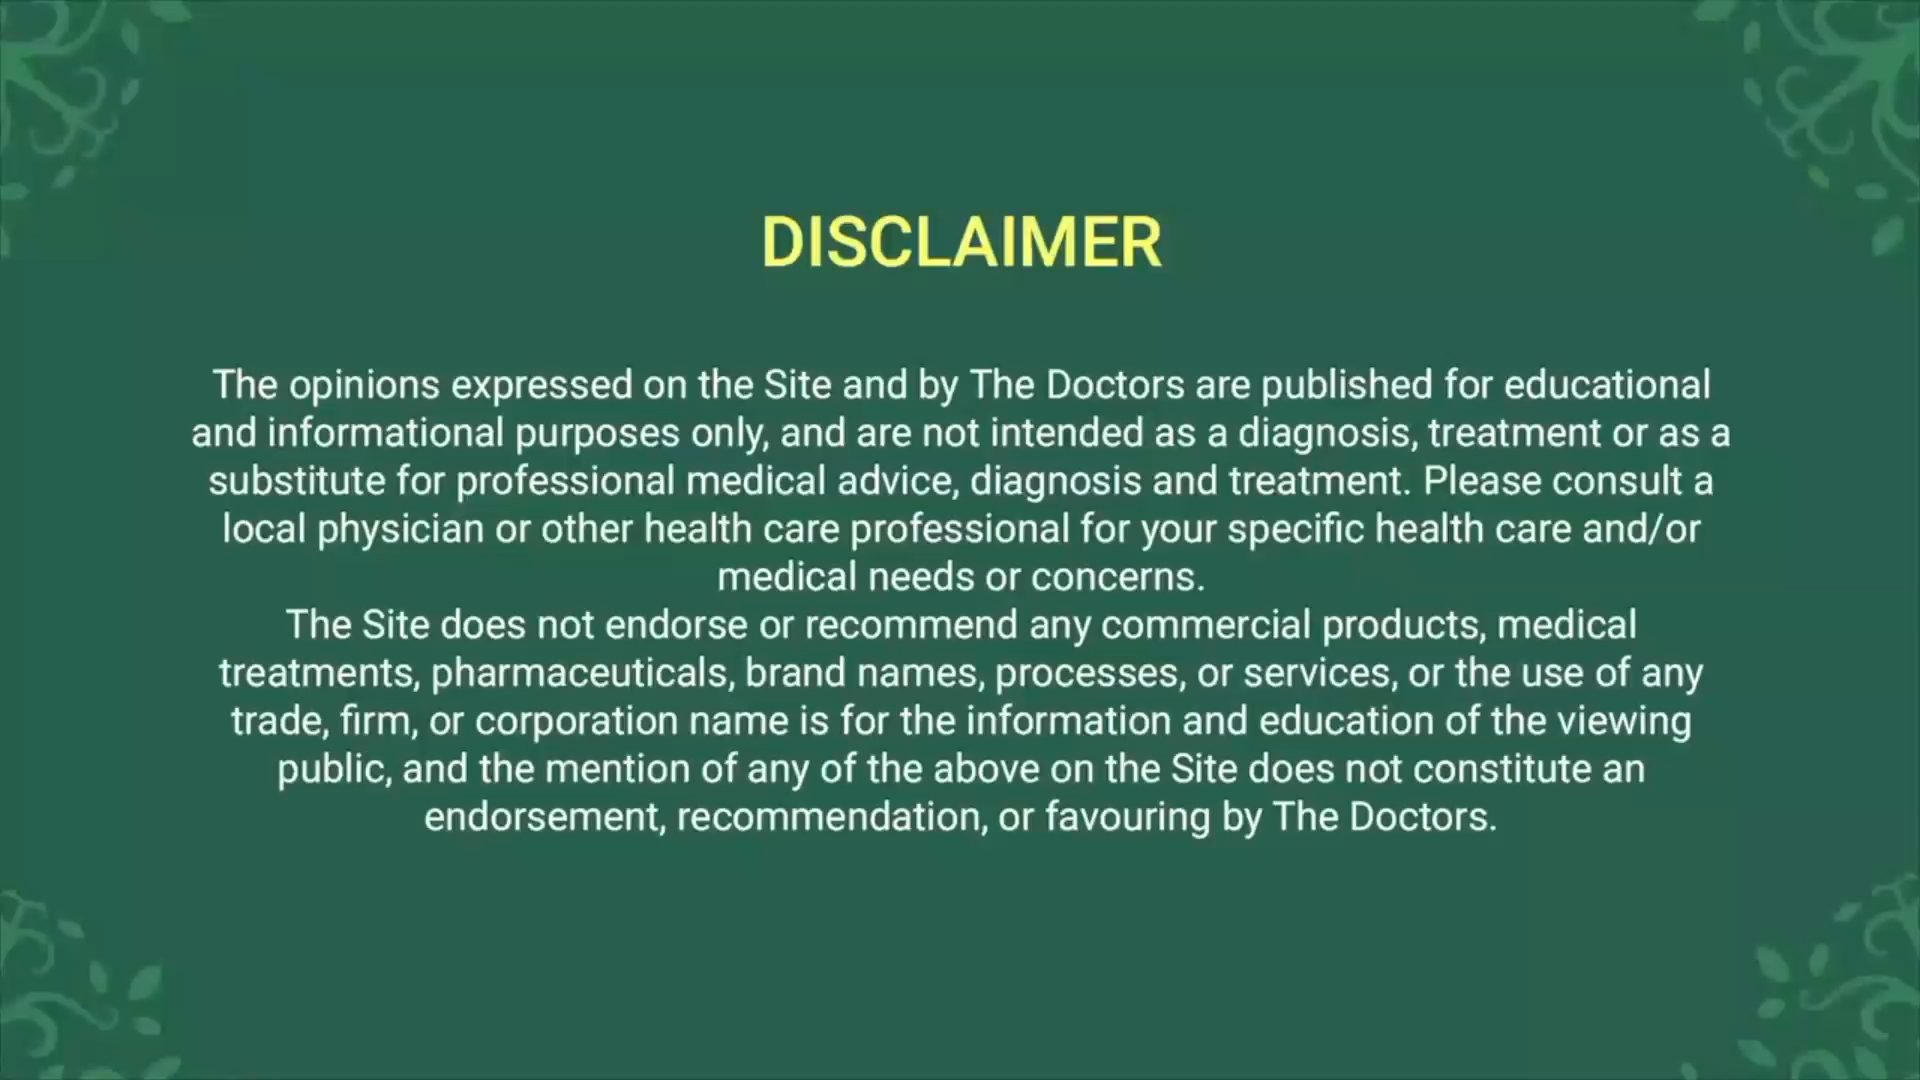 DISCLAIMER
The opinions expressed on the Site and by The Doctors are published for educational
and informational purposes only, and are not intended as a diagnosis, treatment or as a
substitute for professional medical advice, diagnosis and treatment. Please consult a
local physician or other health care professional for your specific health care and/or
medical needs or concerns.
The Site does not endorse or recommend any commercial products, medical
treatments, pharmaceuticals, brand names, processes, or services, or the use of any
trade, firm, or corporation name is for the information and education of the viewing
public, and the mention of any of the above on the Site does not constitute an
endorsement, recommendation, or favouring by The Doctors.